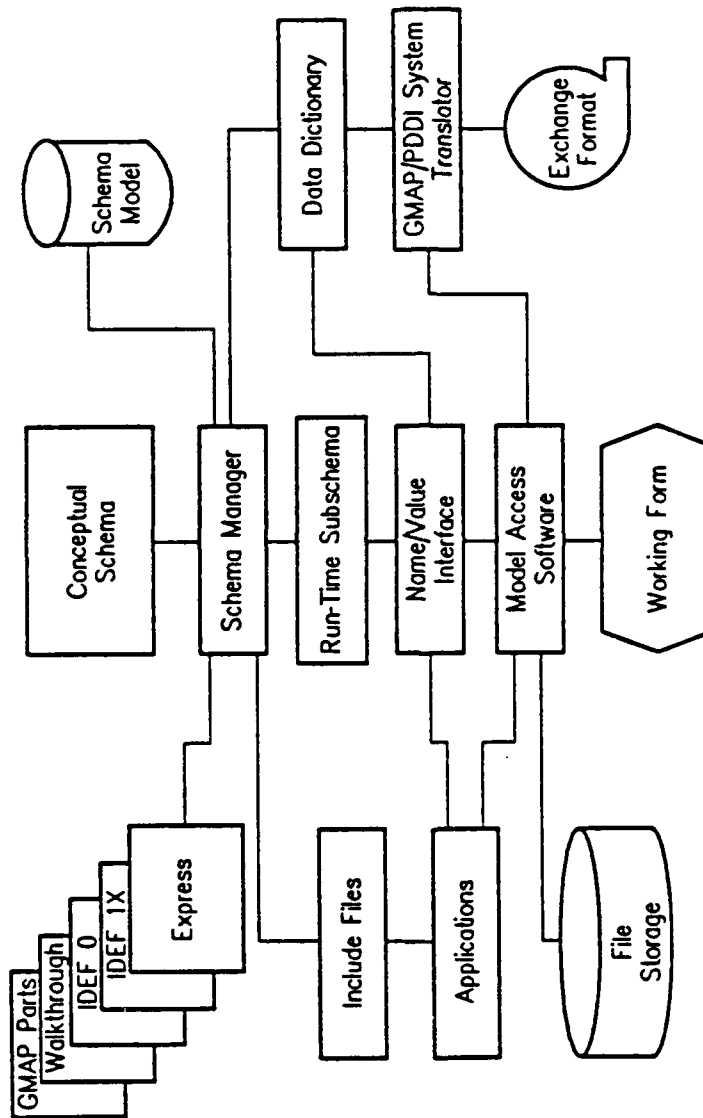 GMAP Parts
Walkthrough
IDEF 0
IDEF 1X
Express
Conceptual
Schema
Schema
Model
Schema Manager
Include Files
Run-Time Subschema
Data Dictionary
Applications
Name/Value
Interface
GMAP/PDDI System
Translator
Model Access
Software
File
Storage
Working Form
Exchange
Format